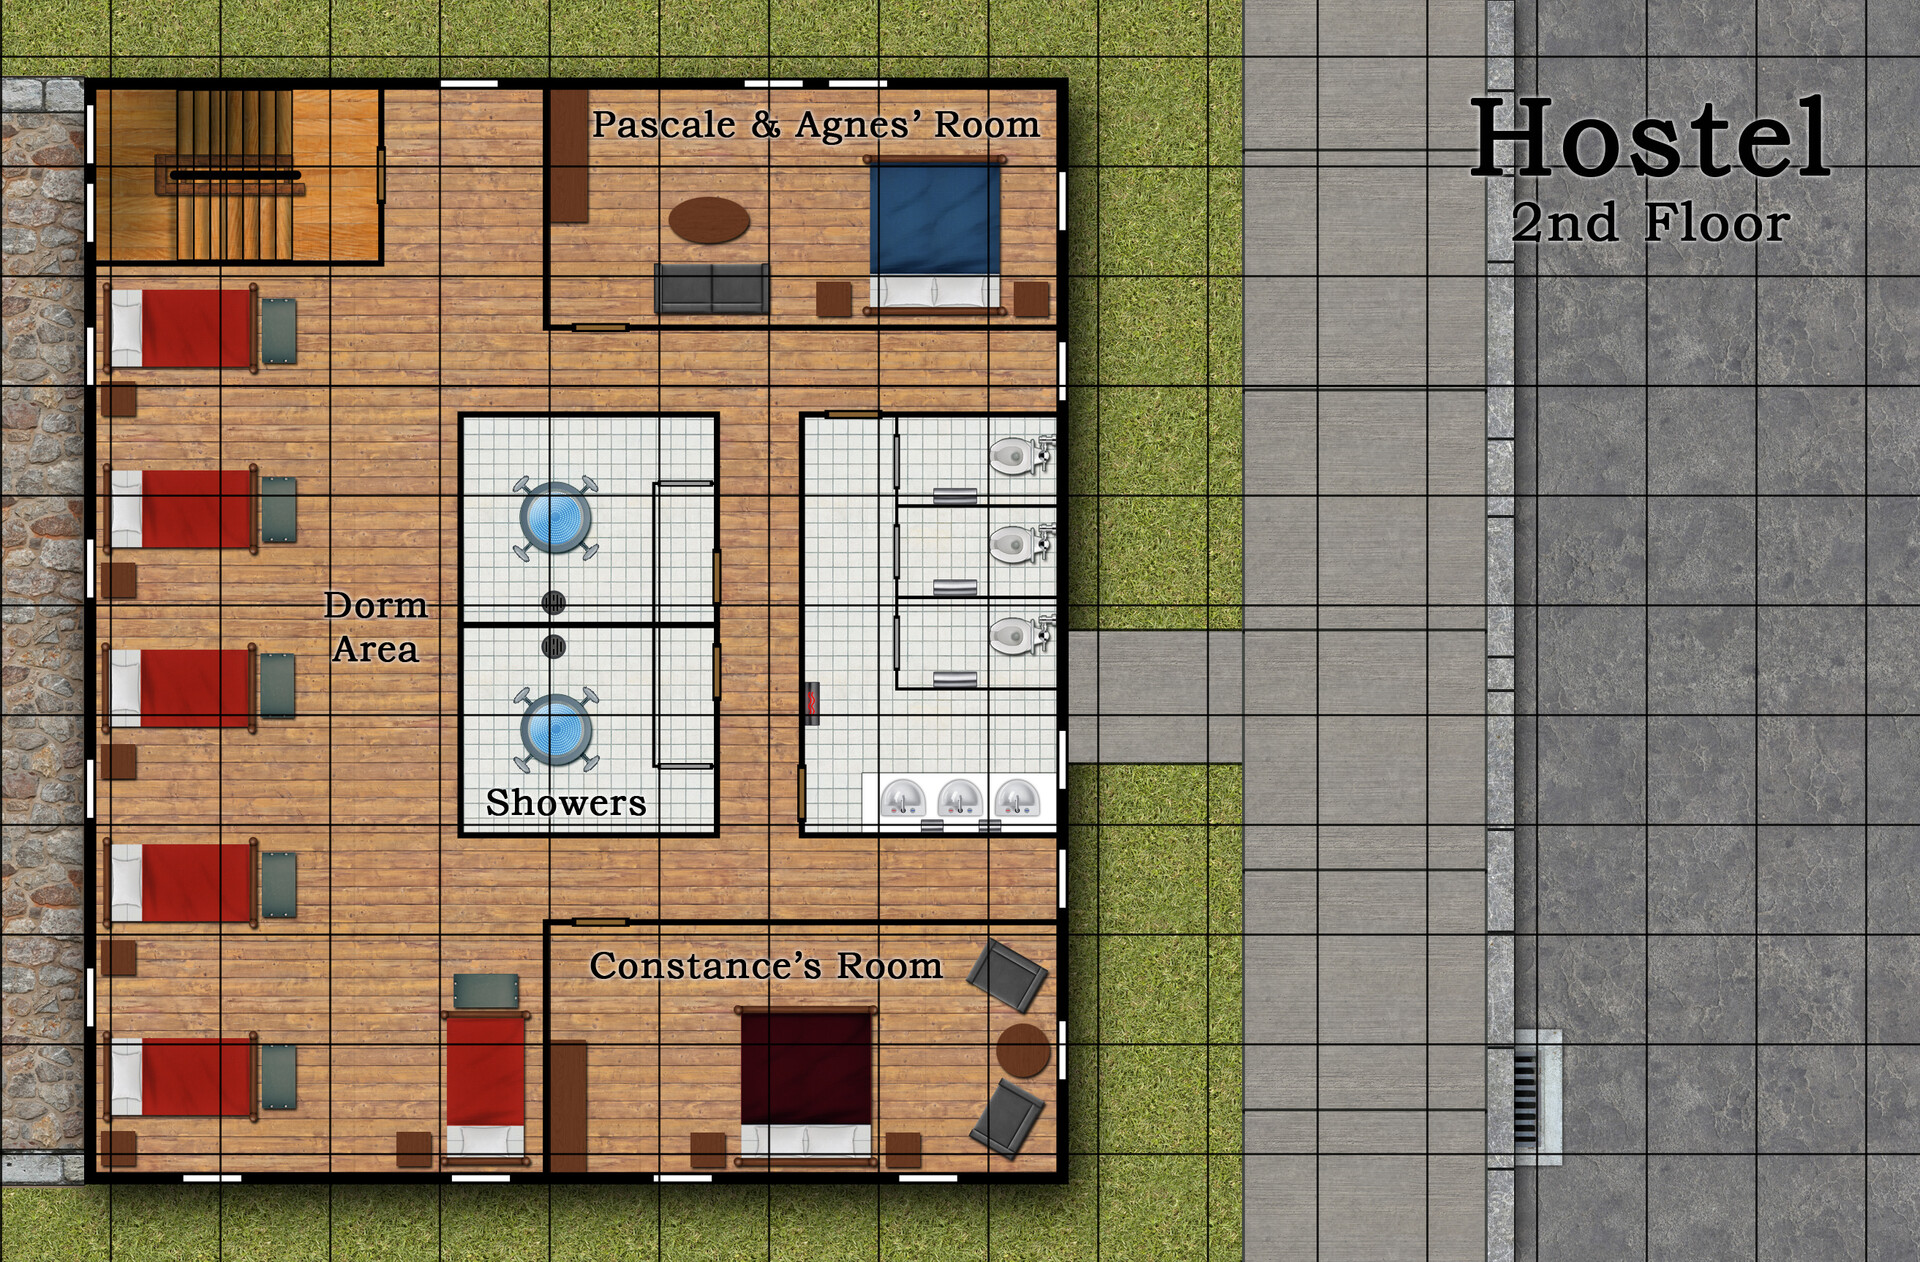 Pascale & Agnes’ Room
Hostel
2nd Floor
Dorm
Area
Showers
Constance’s Room